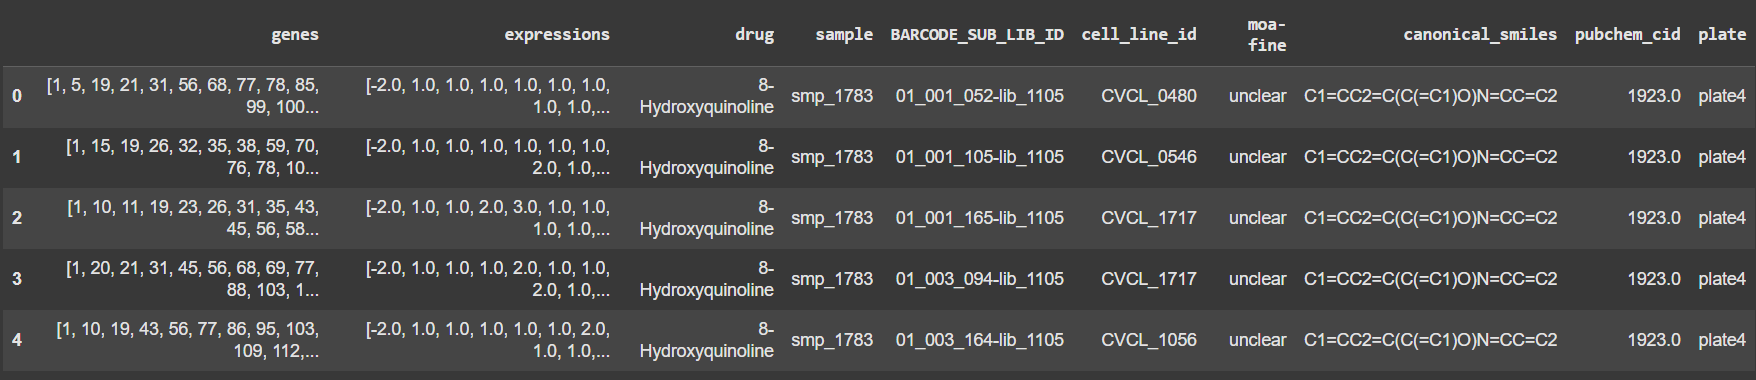 genes expressions drug sample BARCODE_SUB_LIB_ID cell_line_id moa-fine canonical_smiles pubchem_cid plate
0 [1, 5, 19, 21, 31, 56, 68, 77, 78, 85, [-2.0, 1.0, 1.0, 1.0, 1.0, 1.0, 1.0, 8-
99, 100... 1.0, 1.0,... Hydroxyquinoline smp_1783 01_001_052-lib_1105 CVCL_0480 unclear C1=CC2=C(C(=C1)O)N=CC=C2 1923.0 plate4
1 [1, 15, 19, 26, 32, 35, 38, 59, 70, [-2.0, 1.0, 1.0, 1.0, 1.0, 1.0, 1.0, 8-
76, 78, 10... 2.0, 1.0,... Hydroxyquinoline smp_1783 01_001_105-lib_1105 CVCL_0546 unclear C1=CC2=C(C(=C1)O)N=CC=C2 1923.0 plate4
2 [1, 10, 11, 19, 23, 26, 31, 35, 43, [-2.0, 1.0, 1.0, 2.0, 3.0, 1.0, 1.0, 8-
45, 56, 58... 1.0, 1.0,... Hydroxyquinoline smp_1783 01_001_165-lib_1105 CVCL_1717 unclear C1=CC2=C(C(=C1)O)N=CC=C2 1923.0 plate4
3 [1, 20, 21, 31, 45, 56, 68, 69, 77, [-2.0, 1.0, 1.0, 1.0, 2.0, 1.0, 1.0, 8-
88, 103, 1... 2.0, 1.0,... Hydroxyquinoline smp_1783 01_003_094-lib_1105 CVCL_1717 unclear C1=CC2=C(C(=C1)O)N=CC=C2 1923.0 plate4
4 [1, 10, 19, 43, 56, 77, 86, 95, 103, [-2.0, 1.0, 1.0, 1.0, 1.0, 1.0, 2.0, 8-
109, 112,... 1.0, 1.0,... Hydroxyquinoline smp_1783 01_003_164-lib_1105 CVCL_1056 unclear C1=CC2=C(C(=C1)O)N=CC=C2 1923.0 plate4